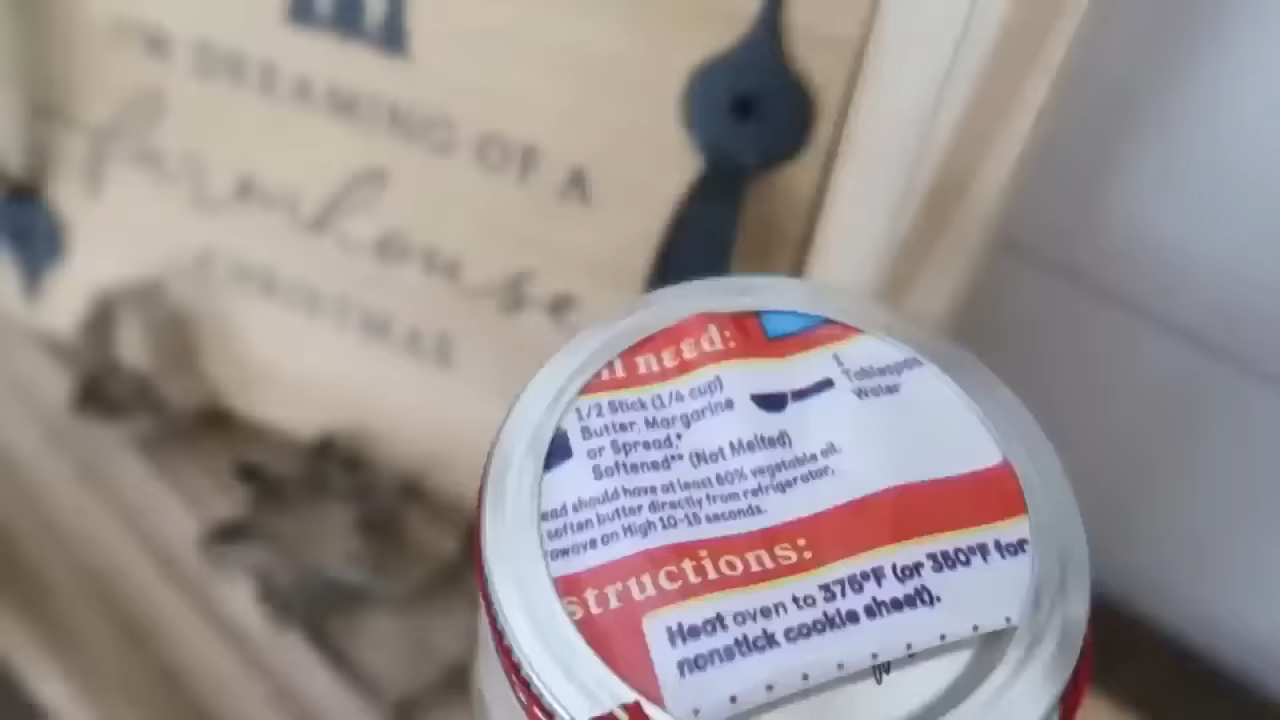 I'M DREAMING OF A
farmhouse
CHRISTMAS
ll need:
1/2 Stick (1/4 cup)
Butter, Margarine
or Spread,*
Softened** (Not Melted)
1
Tablespoon
Water
ead should have at least 60% vegetable oil.
soften butter directly from refrigerator,
rowave on High 10-15 seconds.
structions:
Heat oven to 375°F (or 350°F for
nonstick cookie sheet).